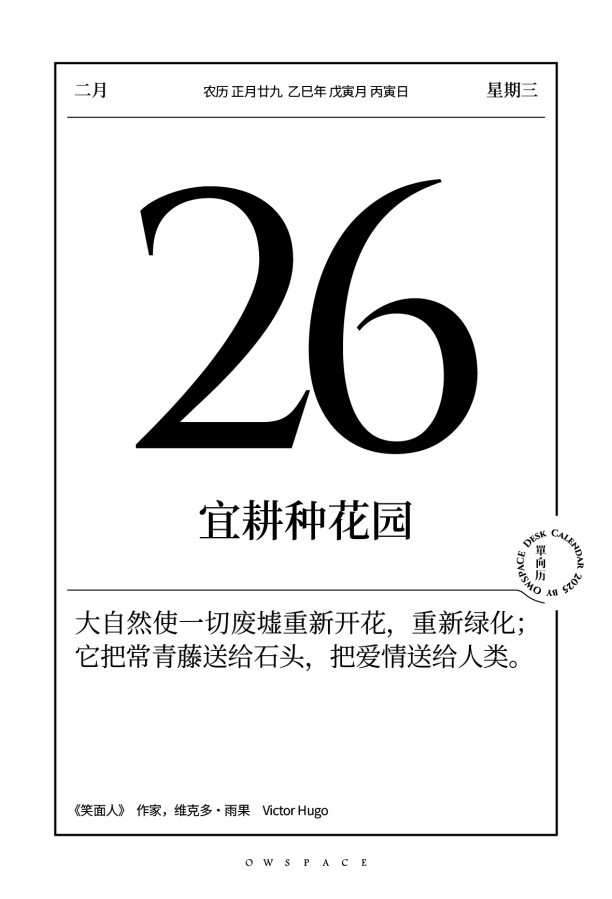 二月
农历 正月廿九 乙巳年 戊寅月 丙寅日
星期三
26
宜耕种花园
單向历
DESK CALENDAR 2025 BY OWSPACE
大自然使一切废墟重新开花，重新绿化；
它把常青藤送给石头，把爱情送给人类。
《笑面人》 作家，维克多·雨果 Victor Hugo
OWSPACE